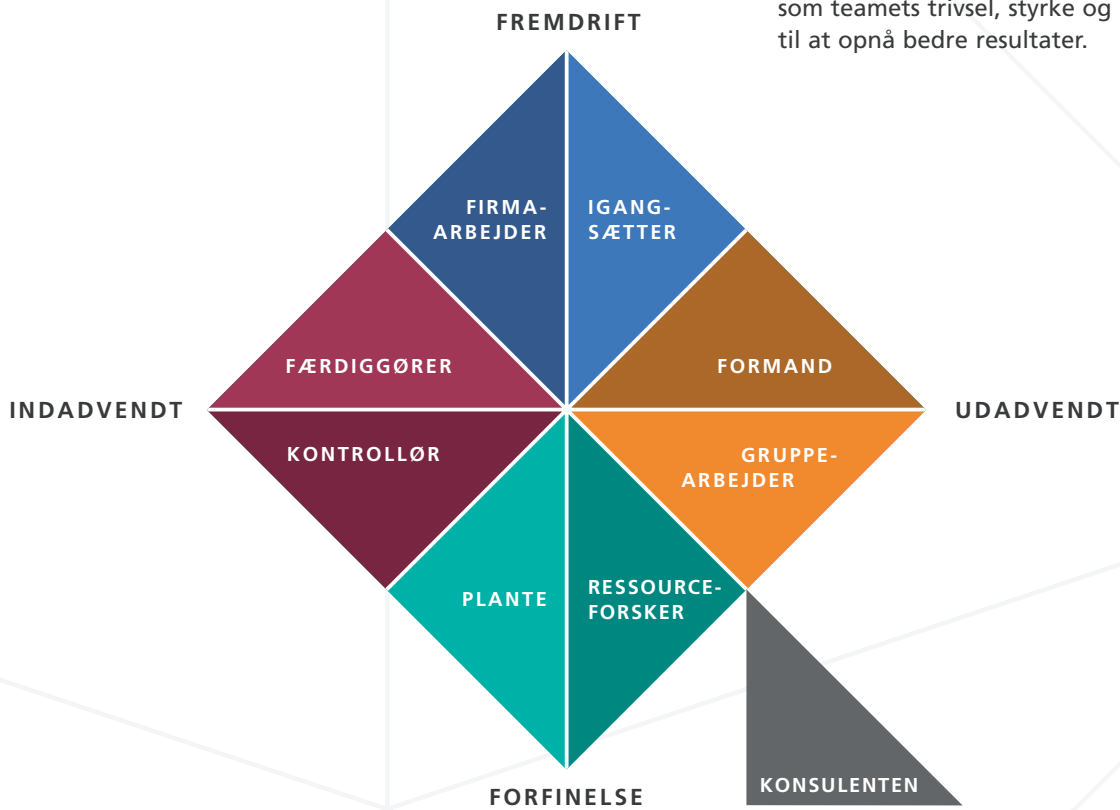 som teamets trivsel, styrke og
til at opnå bedre resultater.
FREMDRIFT
FIRMA-
ARBEJDER
IGANG-
SÆTTER
FÆRDIGGØRER
FORMAND
INDADVENDT
UDADVENDT
KONTROLLØR
GRUPPE-
ARBEJDER
PLANTE
RESSOURCE-
FORSKER
KONSULENTEN
FORFINELSE